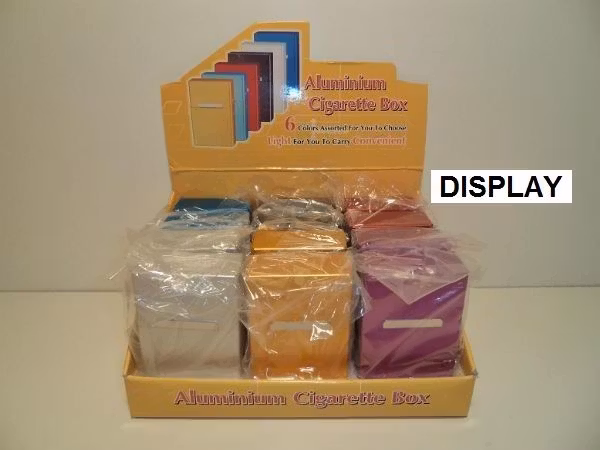 Aluminium
Cigarette Box
6 Colors Assorted For You To Choose
Light For You To Carry Convenient
DISPLAY
Aluminium Cigarette Box